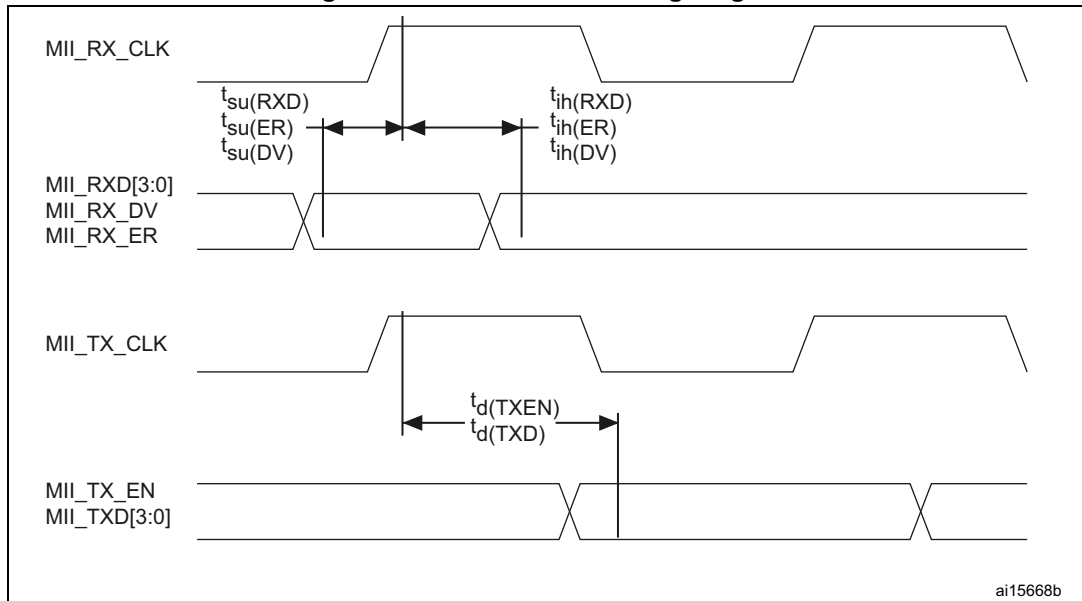 MII_RX_CLK
tsu(RXD)
tsu(ER)
tsu(DV)
tih(RXD)
tih(ER)
tih(DV)
MII_RXD[3:0]
MII_RX_DV
MII_RX_ER
MII_TX_CLK
td(TXEN)
td(TXD)
MII_TX_EN
MII_TXD[3:0]
ai15668b